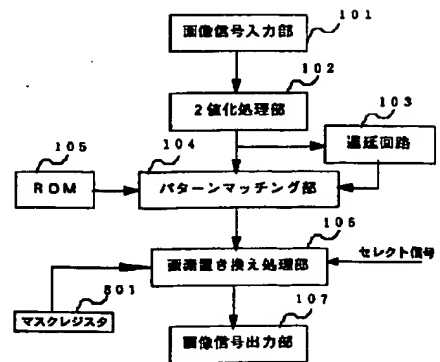 101
画像信号入力部
102
2値化処理部
103
遅延回路
105
104
ROM
パターンマッチング部
106
画素置き換え処理部
セレクト信号
801
マスクレジスタ
107
画像信号出力部